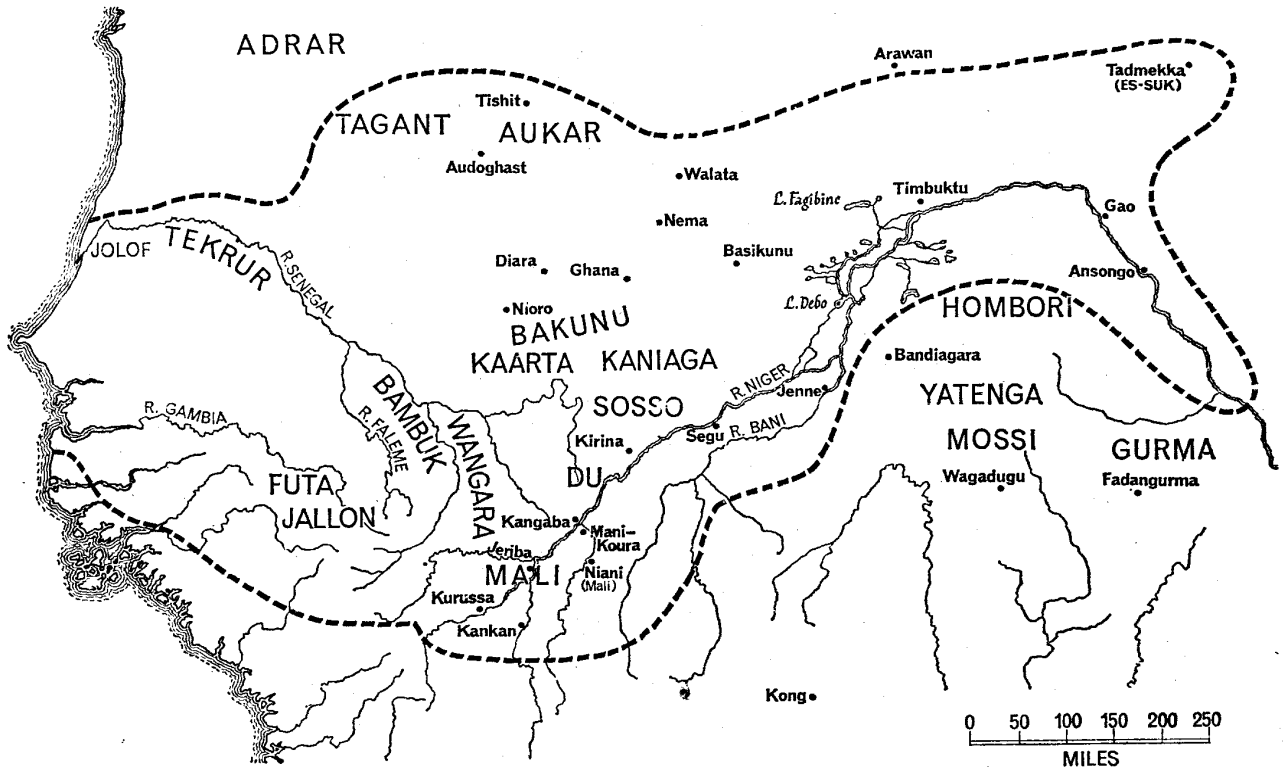 ADRAR
Arawan
Tadmekka
(ES-SUK)
Tishit
TAGANT
AUKAR
Audoghast
Walata
L. Fagibine
Timbuktu
Gao
Nema
JOLOF
TEKRUR
R. SENEGAL
Diara
Ghana
Basikunu
Ansongo
L. Debo
HOMBORI
Nioro
BAKUNU
KAARTA
KANIAGA
Bandiagara
R. NIGER
Jenne
YATENGA
BAMBUK
R. GAMBIA
R. FALEME
WANGARA
SOSSO
Segu
R. BANI
MOSSI
GURMA
Kirina
DU
Wagadugu
Fadangurma
FUTA
JALLON
Kangaba
Mani-
Koura
Jeriba
MALI
Niani
(Mali)
Kurussa
Kankan
Kong
0 50 100 150 200 250
MILES